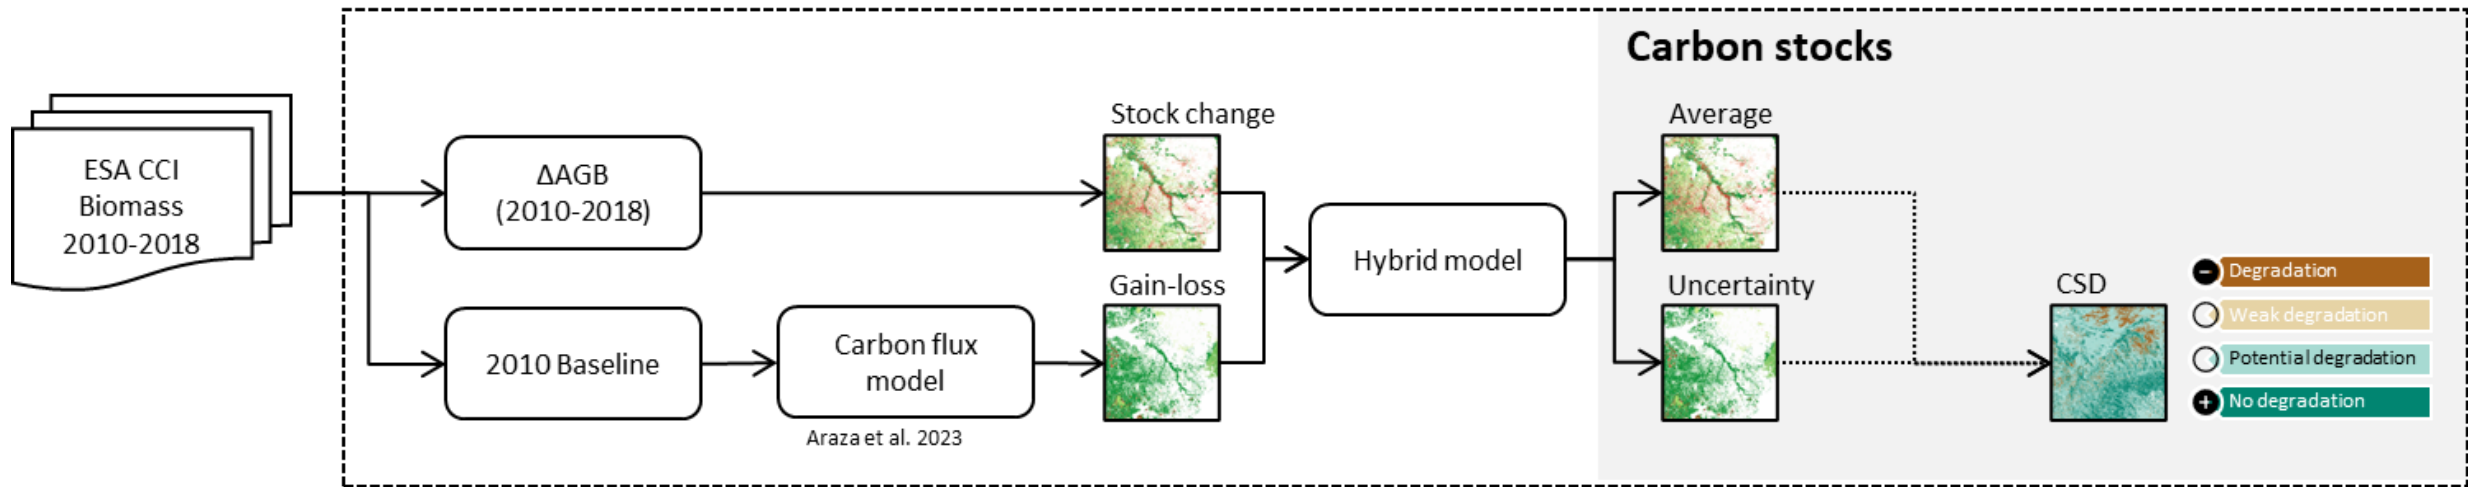 Carbon stocks
ESA CCI
Biomass
2010-2018
ΔAGB
(2010-2018)
Stock change
Average
Hybrid model
2010 Baseline
Carbon flux
model
Araza et al. 2023
Gain-loss
Uncertainty
CSD
Degradation
Weak degradation
Potential degradation
No degradation